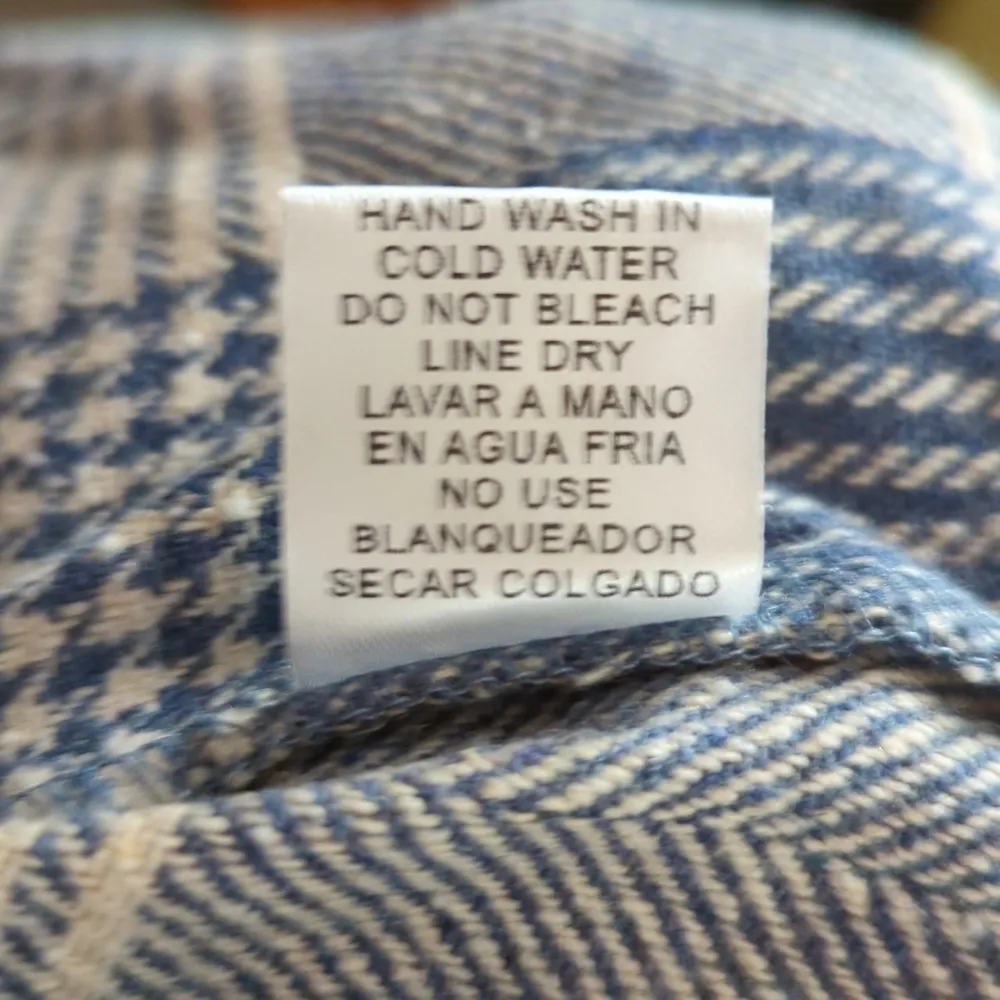 HAND WASH IN
COLD WATER
DO NOT BLEACH
LINE DRY
LAVAR A MANO
EN AGUA FRIA
NO USE
BLANQUEADOR
SECAR COLGADO